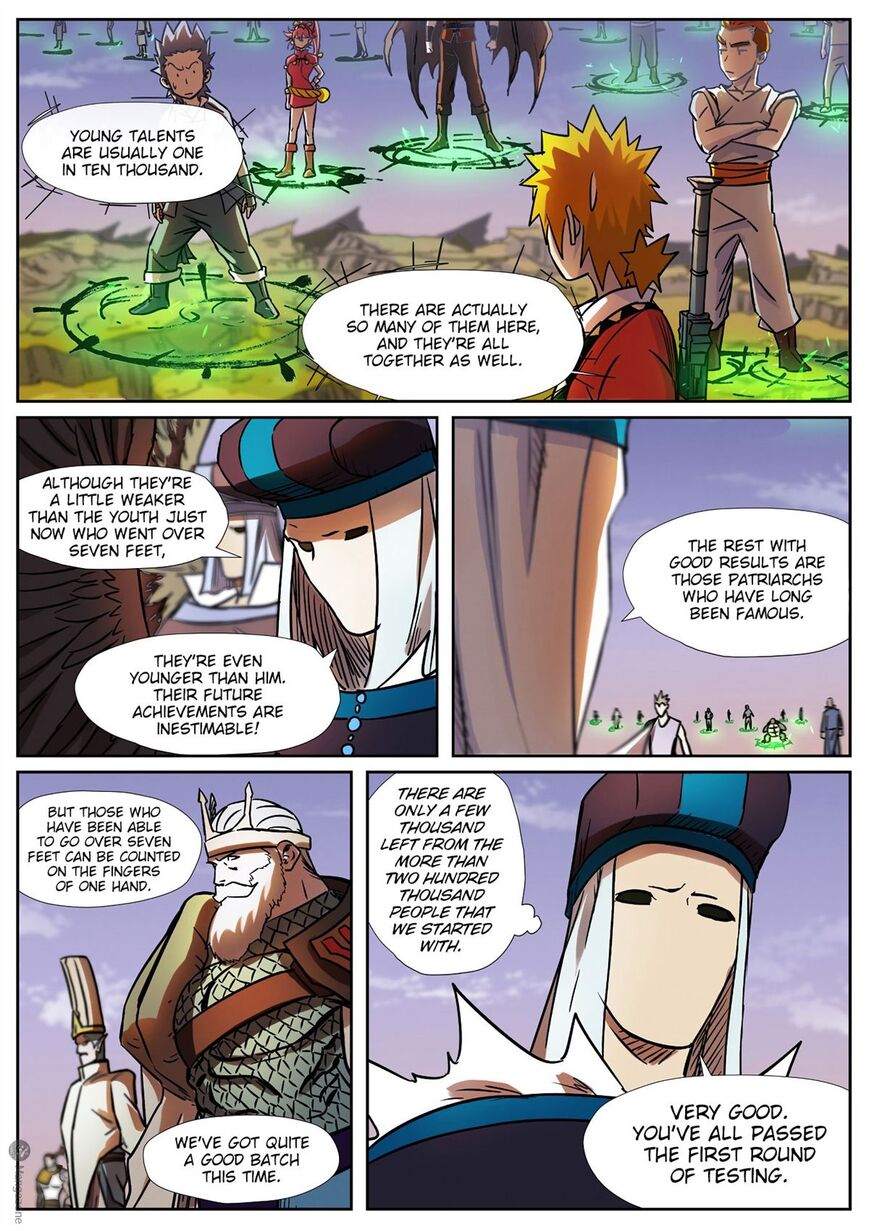 YOUNG TALENTS
ARE USUALLY ONE
IN TEN THOUSAND.
THERE ARE ACTUALLY
SO MANY OF THEM HERE,
AND THEY'RE ALL
TOGETHER AS WELL.
ALTHOUGH THEY'RE
A LITTLE WEAKER
THAN THE YOUTH JUST
NOW WHO WENT OVER
SEVEN FEET,
THEY'RE EVEN
YOUNGER THAN HIM.
THEIR FUTURE
ACHIEVEMENTS ARE
INESTIMABLE!
THE REST WITH
GOOD RESULTS ARE
THOSE PATRIARCHS
WHO HAVE LONG
BEEN FAMOUS.
BUT THOSE WHO
HAVE BEEN ABLE
TO GO OVER SEVEN
FEET CAN BE COUNTED
ON THE FINGERS
OF ONE HAND.
WE'VE GOT QUITE
A GOOD BATCH
THIS TIME.
THERE ARE
ONLY A FEW
THOUSAND
LEFT FROM THE
MORE THAN
TWO HUNDRED
THOUSAND
PEOPLE THAT
WE STARTED
WITH.
VERY GOOD.
YOU'VE ALL PASSED
THE FIRST ROUND
OF TESTING.